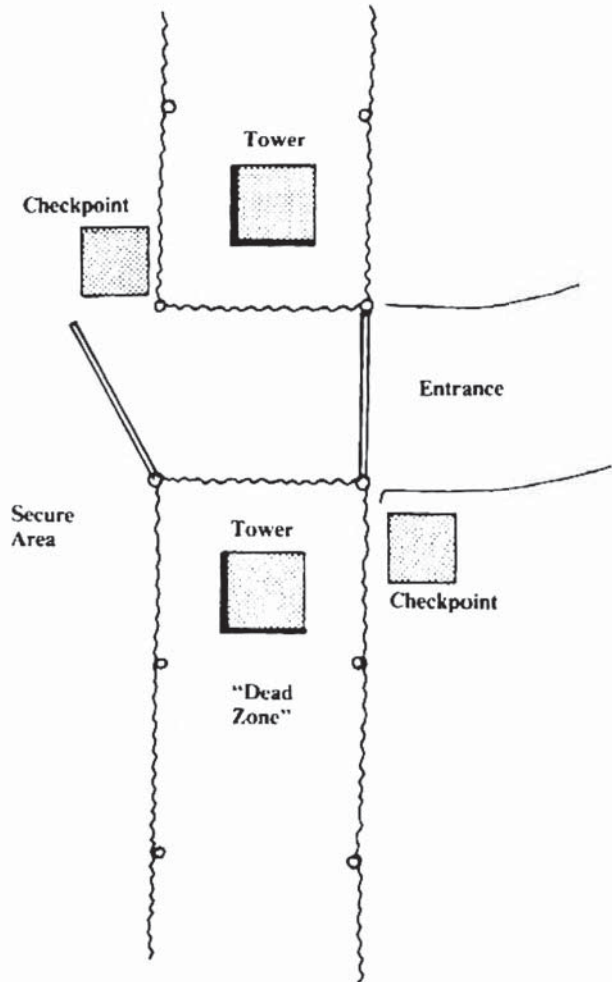 Tower
Checkpoint
Entrance
Secure
Area
Tower
Checkpoint
“Dead
Zone”